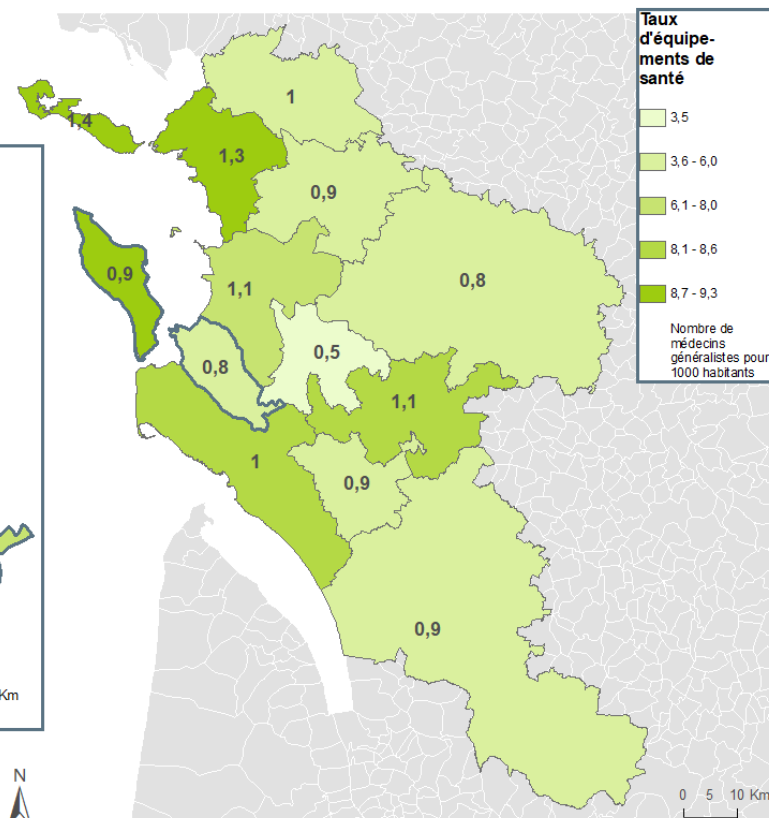 Taux
d'équipe-
ments de
santé
3,5
3,6 - 6,0
6,1 - 8,0
8,1 - 8,6
8,7 - 9,3
Nombre de
médecins
généralistes pour
1000 habitants
1
1,4
1,3
0,9
0,9
0,8
1,1
0,8
0,5
1,1
1
0,9
0,9
Km
N
0 5 10 Km